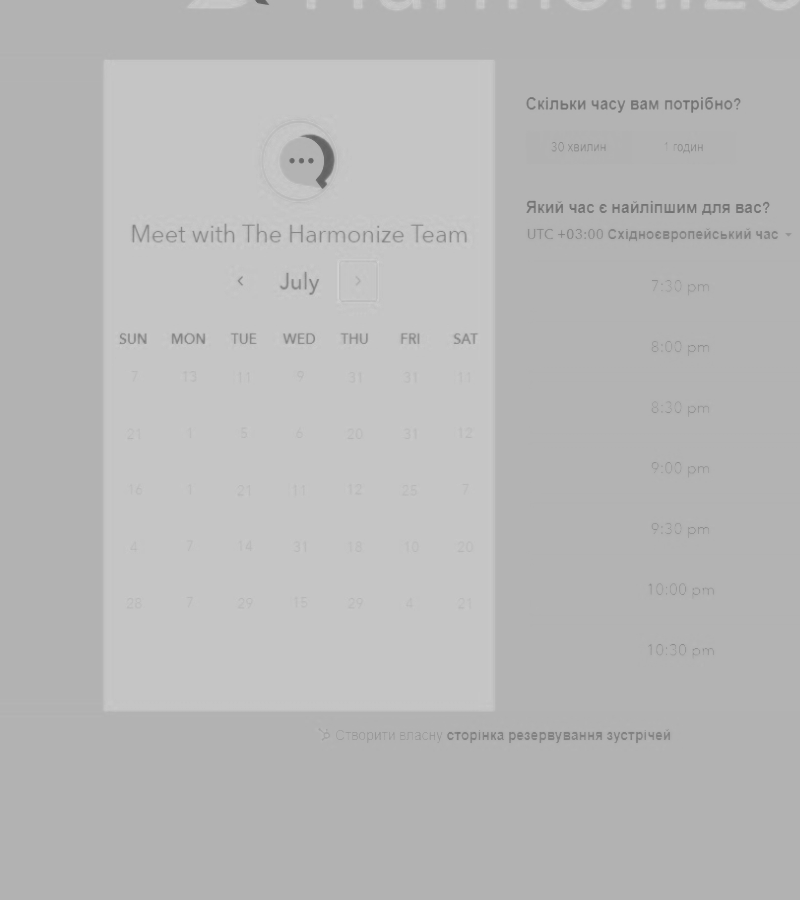 Harmonize
Meet with The Harmonize Team
July
SUN MON TUE WED THU FRI SAT
7 13 11 9 31 31 11
21 1 5 6 20 31 12
16 1 21 11 12 25 7
4 7 14 31 18 10 20
28 7 29 15 29 4 21
Скільки часу вам потрібно?
30 хвилин 1 годин
Який час є найліпшим для вас?
UTC +03:00 Східноєвропейський час
7:30 pm
8:00 pm
8:30 pm
9:00 pm
9:30 pm
10:00 pm
10:30 pm
Створити власну сторінка резервування зустрічей